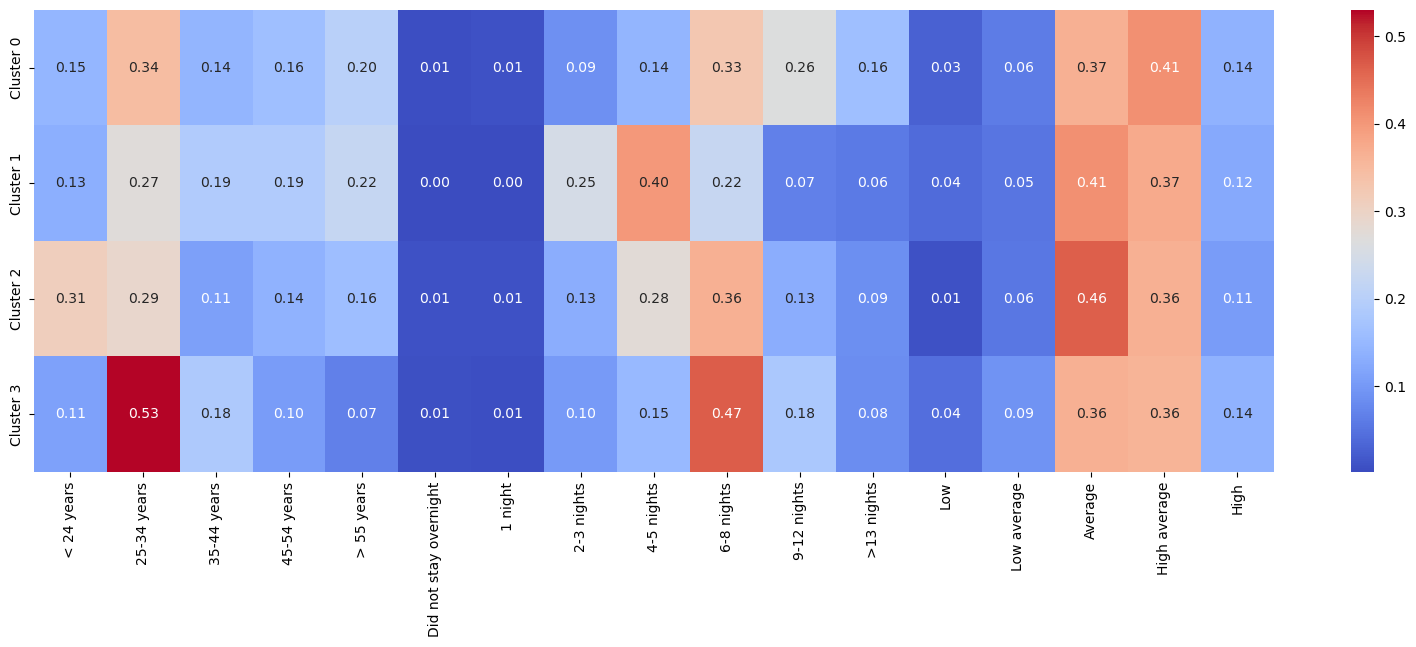 Cluster 0 0.15 0.34 0.14 0.16 0.20 0.01 0.01 0.09 0.14 0.33 0.26 0.16 0.03 0.06 0.37 0.41 0.14
Cluster 1 0.13 0.27 0.19 0.19 0.22 0.00 0.00 0.25 0.40 0.22 0.07 0.06 0.04 0.05 0.41 0.37 0.12
Cluster 2 0.31 0.29 0.11 0.14 0.16 0.01 0.01 0.13 0.28 0.36 0.13 0.09 0.01 0.06 0.46 0.36 0.11
Cluster 3 0.11 0.53 0.18 0.10 0.07 0.01 0.01 0.10 0.15 0.47 0.18 0.08 0.04 0.09 0.36 0.36 0.14
< 24 years
25-34 years
35-44 years
45-54 years
> 55 years
Did not stay overnight
1 night
2-3 nights
4-5 nights
6-8 nights
9-12 nights
>13 nights
Low
Low average
Average
High average
High
0.5
0.4
0.3
0.2
0.1